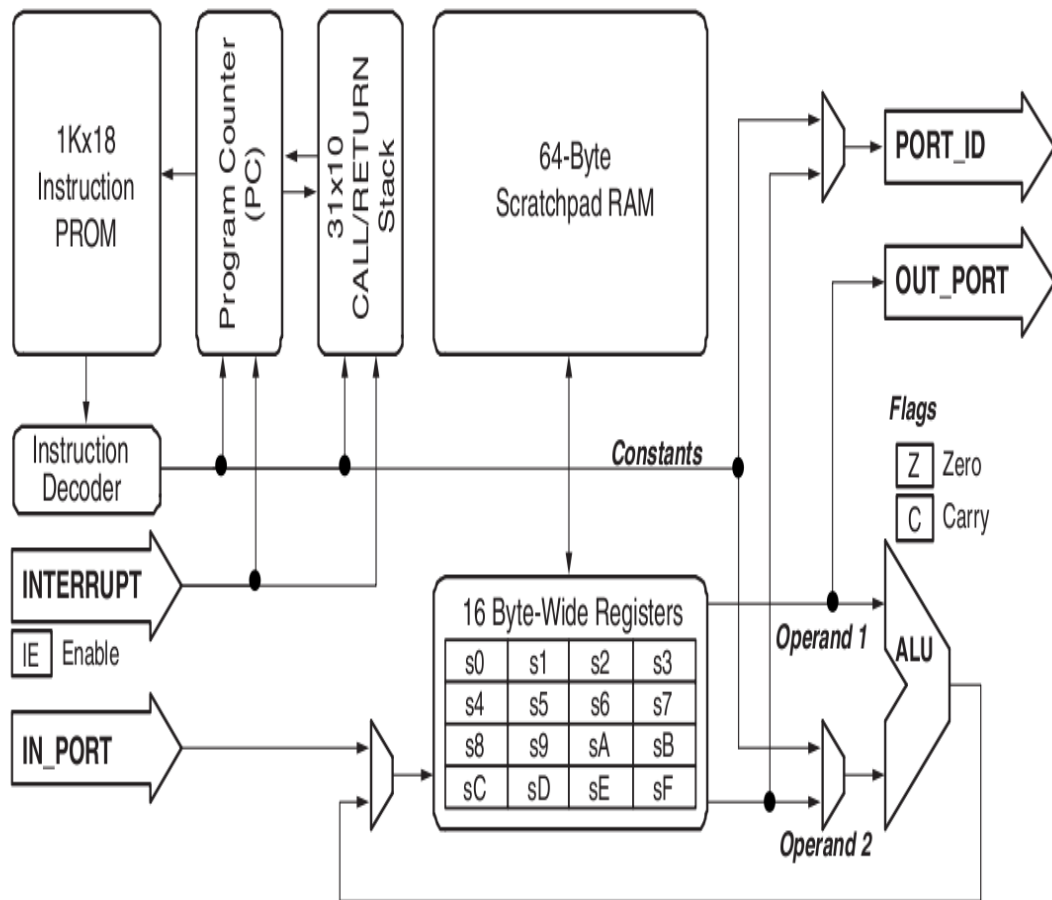 1Kx18
Instruction
PROM
Program Counter
(PC)
31x10
CALL/RETURN
Stack
64-Byte
Scratchpad RAM
PORT_ID
OUT_PORT
Instruction
Decoder
Constants
Flags
Z Zero
C Carry
INTERRUPT
IE Enable
IN_PORT
16 Byte-Wide Registers
s0 s1 s2 s3
s4 s5 s6 s7
s8 s9 sA sB
sC sD sE sF
Operand 1
ALU
Operand 2